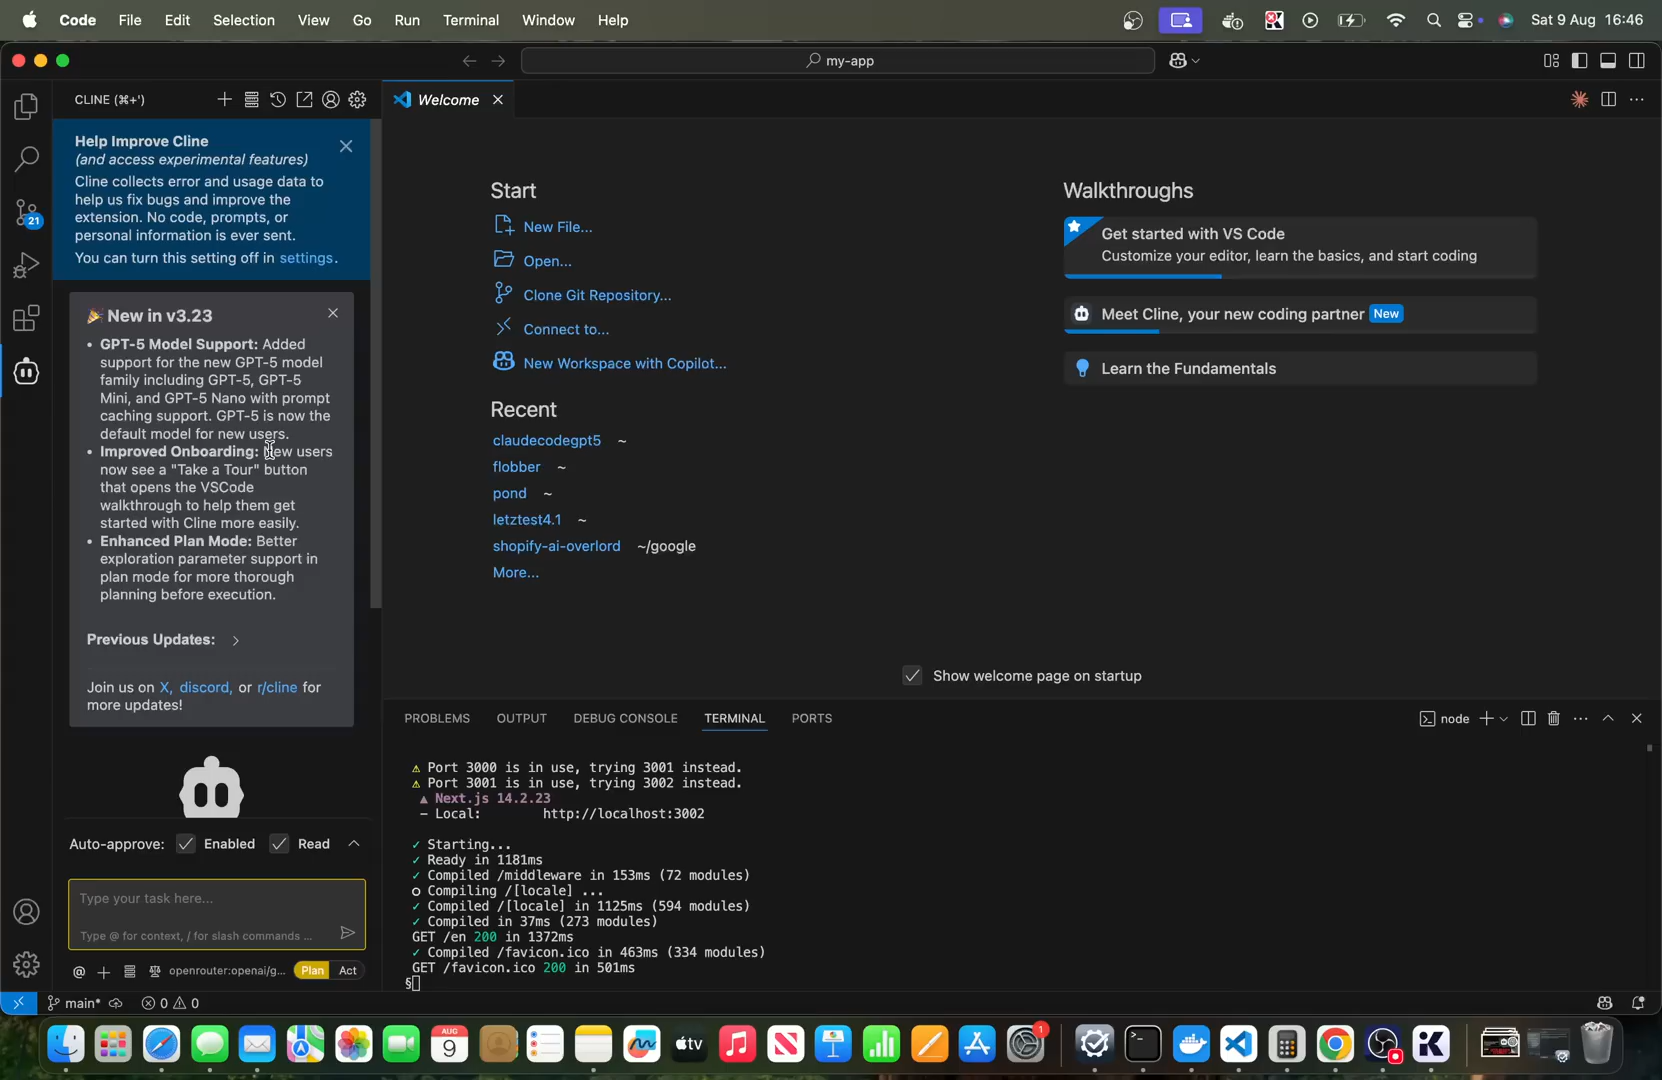 Code File Edit Selection View Go Run Terminal Window Help Sat 9 Aug 16:46
my-app
CLINE (⌘+')
Welcome
Help Improve Cline
(and access experimental features)
Cline collects error and usage data to
help us fix bugs and improve the
extension. No code, prompts, or
personal information is ever sent.
You can turn this setting off in settings.
21
New in v3.23
• GPT-5 Model Support: Added
support for the new GPT-5 model
family including GPT-5, GPT-5
Mini, and GPT-5 Nano with prompt
caching support. GPT-5 is now the
default model for new users.
• Improved Onboarding: New users
now see a "Take a Tour" button
that opens the VSCode
walkthrough to help them get
started with Cline more easily.
• Enhanced Plan Mode: Better
exploration parameter support in
plan mode for more thorough
planning before execution.
Previous Updates:
Join us on X, discord, or r/cline for
more updates!
Auto-approve: Enabled Read
Type your task here...
Type @ for context, / for slash commands ...
@ openrouter:openai/g... Plan Act
Start
New File...
Open...
Clone Git Repository...
Connect to...
New Workspace with Copilot...
Recent
claudecodegpt5 ~
flobber ~
pond ~
letztest4.1 ~
shopify-ai-overlord ~/google
More...
Walkthroughs
Get started with VS Code
Customize your editor, learn the basics, and start coding
Meet Cline, your new coding partner New
Learn the Fundamentals
Show welcome page on startup
PROBLEMS OUTPUT DEBUG CONSOLE TERMINAL PORTS
node
⚠ Port 3000 is in use, trying 3001 instead.
⚠ Port 3001 is in use, trying 3002 instead.
▲ Next.js 14.2.23
- Local: http://localhost:3002
✓ Starting...
✓ Ready in 1181ms
✓ Compiled /middleware in 153ms (72 modules)
○ Compiling /[locale] ...
✓ Compiled /[locale] in 1125ms (594 modules)
✓ Compiled in 37ms (273 modules)
GET /en 200 in 1372ms
✓ Compiled /favicon.ico in 463ms (334 modules)
GET /favicon.ico 200 in 501ms
§
main* 0 0
AUG
9
tv
1